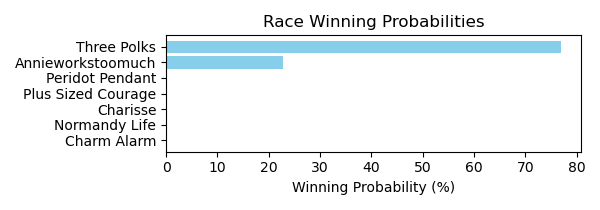 Race Winning Probabilities
Three Polks
Annieworkstoomuch
Peridot Pendant
Plus Sized Courage
Charisse
Normandy Life
Charm Alarm
0 10 20 30 40 50 60 70 80
Winning Probability (%)